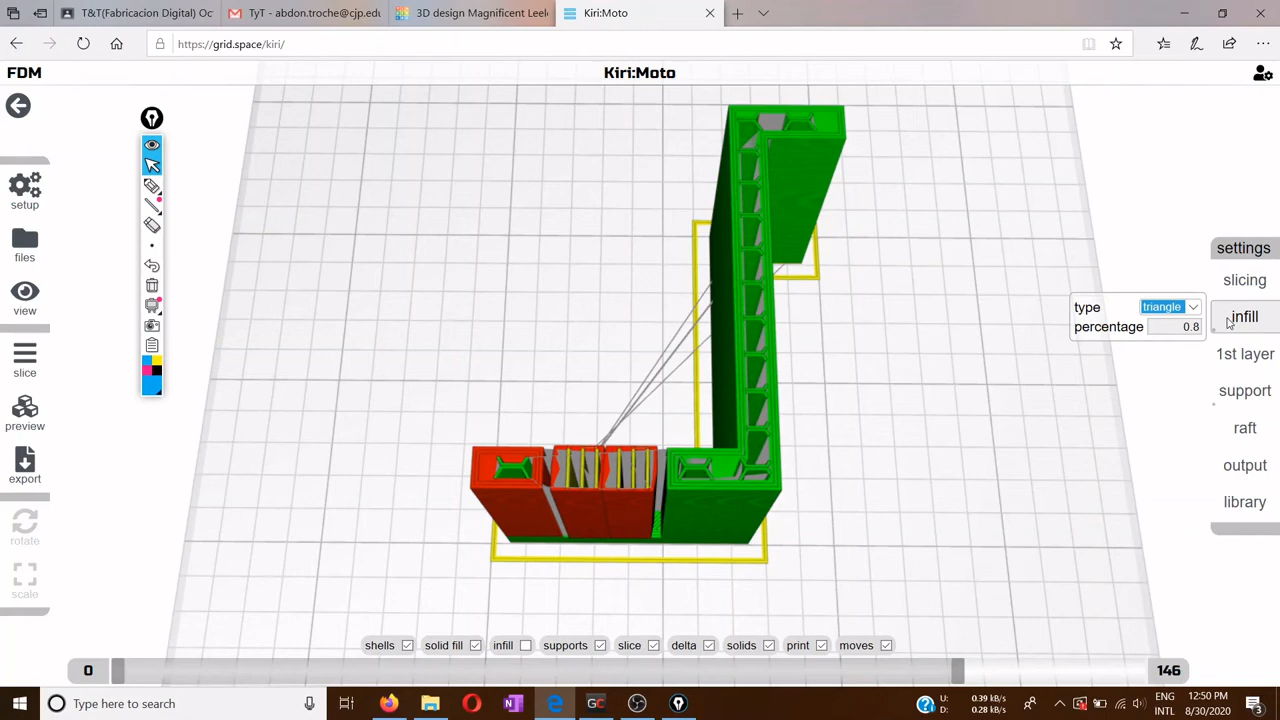 T&T(Fabricacion Digital) Oc
TyT - abdon.troche@cjp.edu
3D design Magnificent Leel
Kiri:Moto
https://grid.space/kiri/
FDM
Kiri:Moto
setup
files
view
slice
preview
export
rotate
scale
settings
slicing
type triangle
infill
percentage 0.8
1st layer
support
raft
output
library
shells solid fill infill supports slice delta solids print moves
0
146
Type here to search
U: 0.39 kB/s
D: 0.28 kB/s
ENG
INTL
12:50 PM
8/30/2020
3